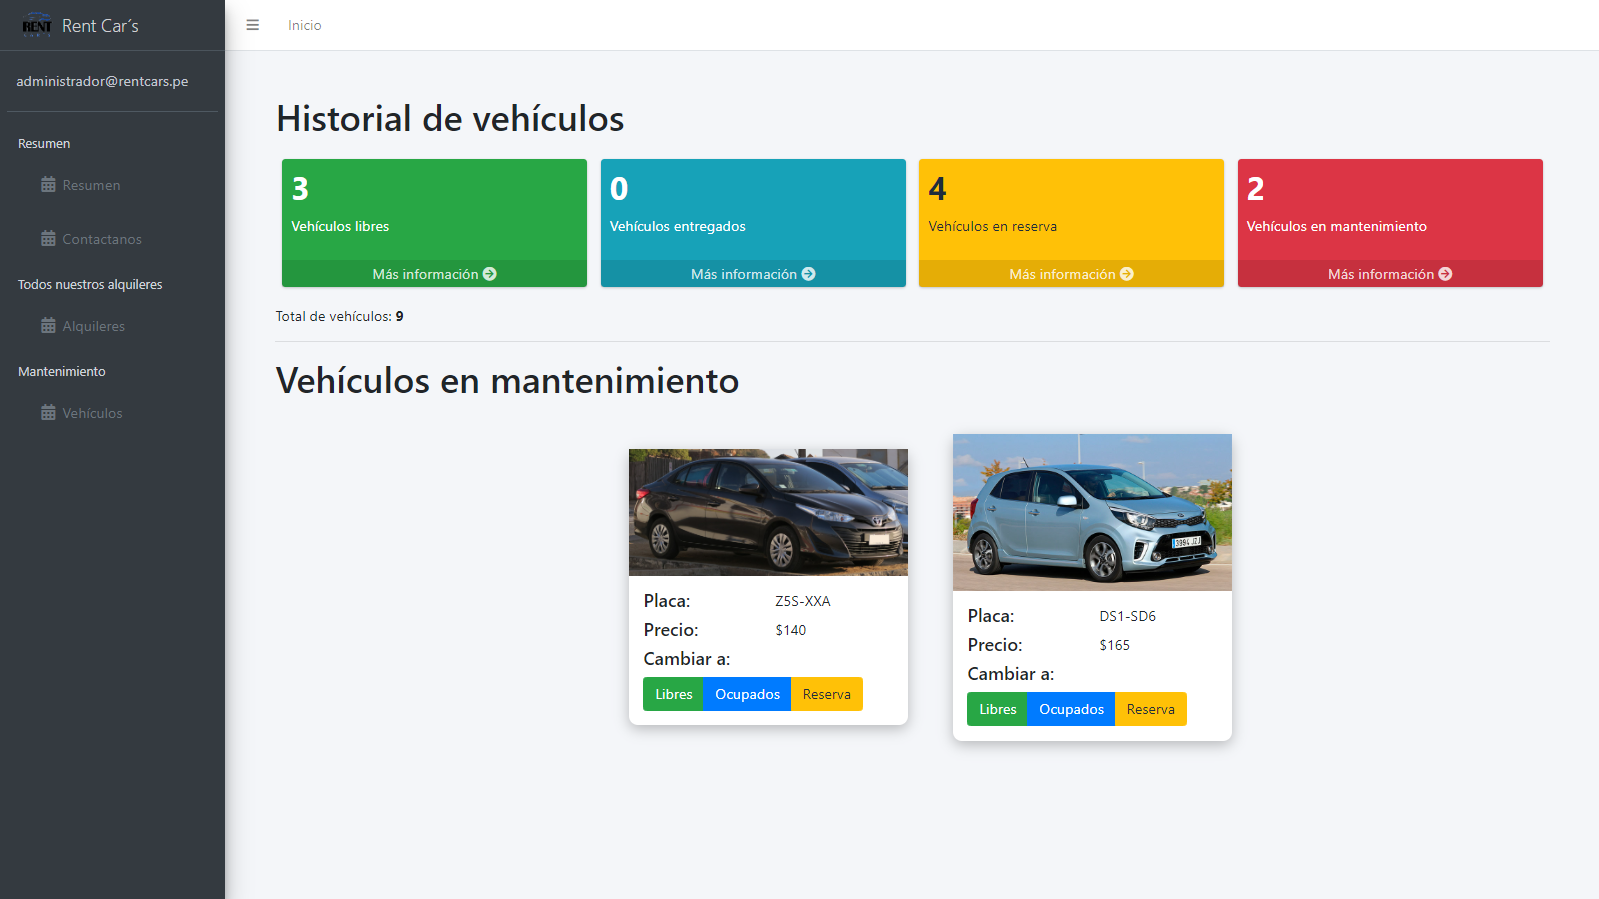 RENT
Rent Car´s
Inicio
administrador@rentcars.pe
Resumen
Resumen
Contactanos
Todos nuestros alquileres
Alquileres
Mantenimiento
Vehículos
Historial de vehículos
3
Vehículos libres
Más información
0
Vehículos entregados
Más información
4
Vehículos en reserva
Más información
2
Vehículos en mantenimiento
Más información
Total de vehículos: 9
Vehículos en mantenimiento
Placa: Z5S-XXA
Precio: $140
Cambiar a:
Libres Ocupados Reserva
3994 JZJ
Placa: DS1-SD6
Precio: $165
Cambiar a:
Libres Ocupados Reserva